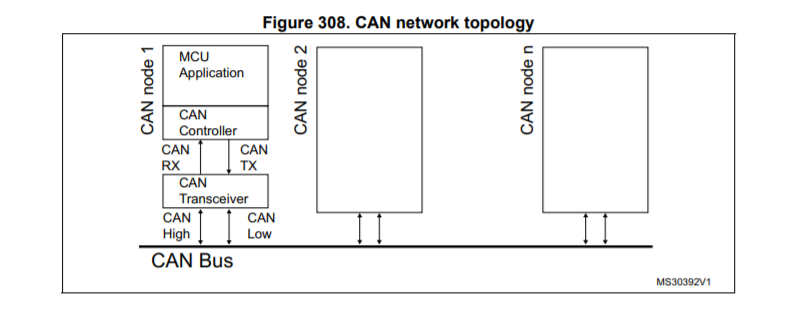 Figure 308. CAN network topology
CAN node 1
MCU
Application
CAN
Controller
CAN
RX
CAN
TX
CAN
Transceiver
CAN
High
CAN
Low
CAN node 2
CAN node n
CAN Bus
MS30392V1